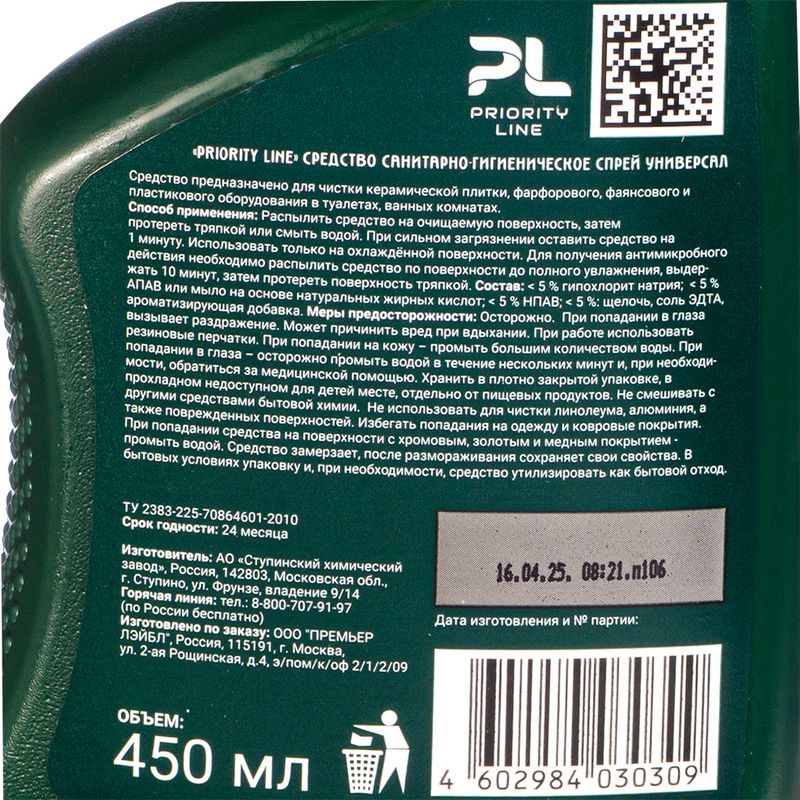 PL
PRIORITY
LINE
«PRIORITY LINE» СРЕДСТВО САНИТАРНО-ГИГИЕНИЧЕСКОЕ СПРЕЙ УНИВЕРСАЛ
Средство предназначено для чистки керамической плитки, фарфорового, фаянсового и
пластикового оборудования в туалетах, ванных комнатах.
Способ применения: Распылить средство на очищаемую поверхность, затем
протереть тряпкой или смыть водой. При сильном загрязнении оставить средство на
1 минуту. Использовать только на охлаждённой поверхности. Для получения антимикробного
действия необходимо распылить средство по поверхности до полного увлажнения, выдер-
жать 10 минут, затем протереть поверхность тряпкой. Состав: < 5 % гипохлорит натрия; < 5 %
АПАВ или мыло на основе натуральных жирных кислот; < 5 % НПАВ; < 5 %: щелочь, соль ЭДТА,
ароматизирующая добавка. Меры предосторожности: Осторожно. При попадании в глаза
вызывает раздражение. Может причинить вред при вдыхании. При работе использовать
резиновые перчатки. При попадании на кожу – промыть большим количеством воды. При
попадании в глаза – осторожно промыть водой в течение нескольких минут и, при необходи-
мости, обратиться за медицинской помощью. Хранить в плотно закрытой упаковке, в
прохладном недоступном для детей месте, отдельно от пищевых продуктов. Не смешивать с
другими средствами бытовой химии. Не использовать для чистки линолеума, алюминия, а
также поврежденных поверхностей. Избегать попадания на одежду и ковровые покрытия.
При попадании средства на поверхности с хромовым, золотым и медным покрытием -
промыть водой. Средство замерзает, после размораживания сохраняет свои свойства. В
бытовых условиях упаковку и, при необходимости, средство утилизировать как бытовой отход.
ТУ 2383-225-70864601-2010
Срок годности: 24 месяца
Изготовитель: АО «Ступинский химический
завод», Россия, 142803, Московская обл.,
г. Ступино, ул. Фрунзе, владение 9/14
Горячая линия: тел.: 8-800-707-91-97
(по России бесплатно)
Изготовлено по заказу: ООО "ПРЕМЬЕР
ЛЭЙБЛ", Россия, 115191, г. Москва,
ул. 2-ая Рощинская, д.4, э/пом/к/оф 2/1/2/09
16.04.25. 08:21.п106
Дата изготовления и № партии:
ОБЪЕМ:
450 мл
4 602984 030309